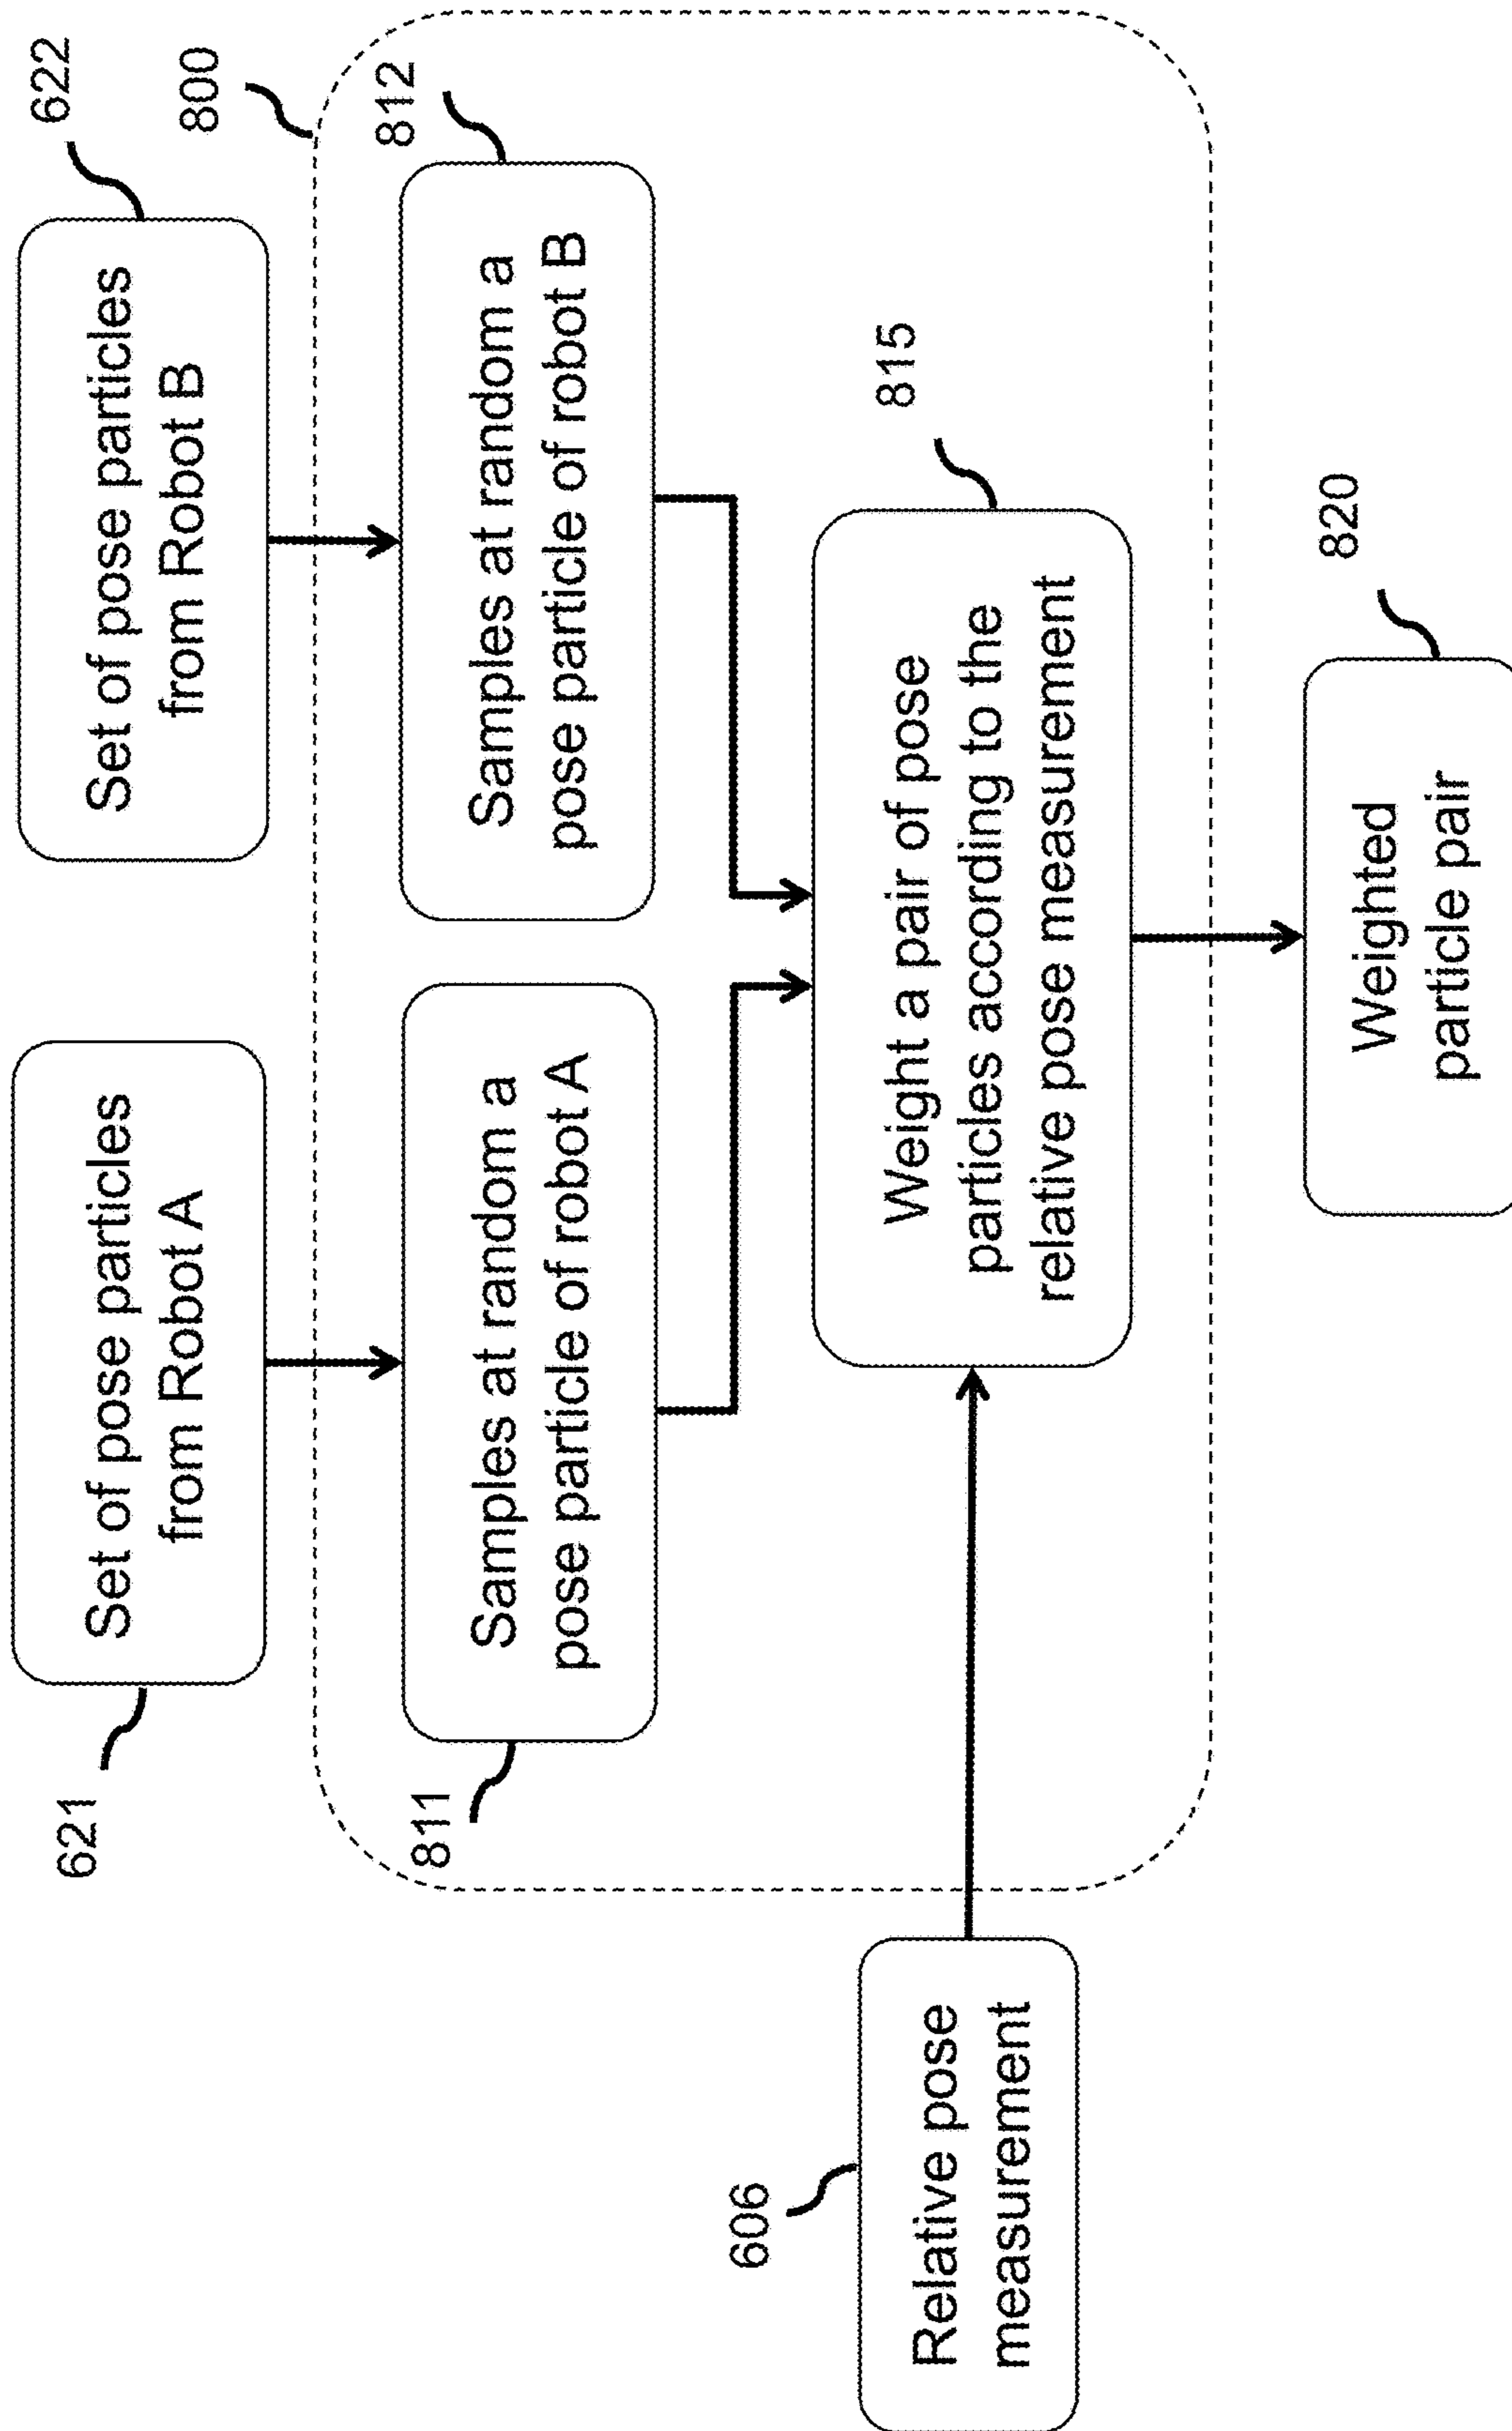 621
Set of pose particles
from Robot A
622
Set of pose particles
from Robot B
800
811
Samples at random a
pose particle of robot A
812
Samples at random a
pose particle of robot B
606
Relative pose
measurement
815
Weight a pair of pose
particles according to the
relative pose measurement
820
Weighted
particle pair